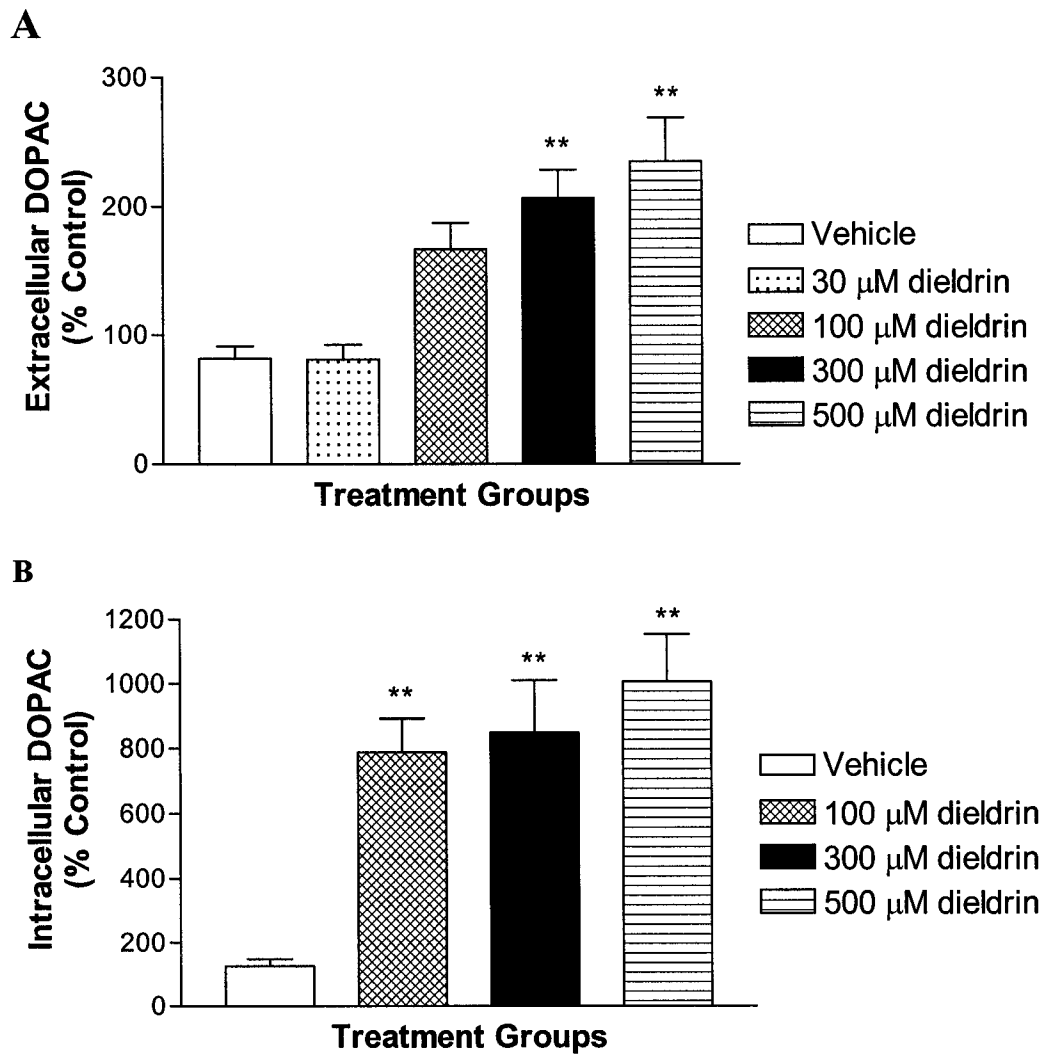 A
Extracellular DOPAC
(% Control)
300
200
100
0
**
**
Treatment Groups
Vehicle
30 μM dieldrin
100 μM dieldrin
300 μM dieldrin
500 μM dieldrin
B
Intracellular DOPAC
(% Control)
1200
1000
800
600
400
200
0
**
**
**
Treatment Groups
Vehicle
100 μM dieldrin
300 μM dieldrin
500 μM dieldrin